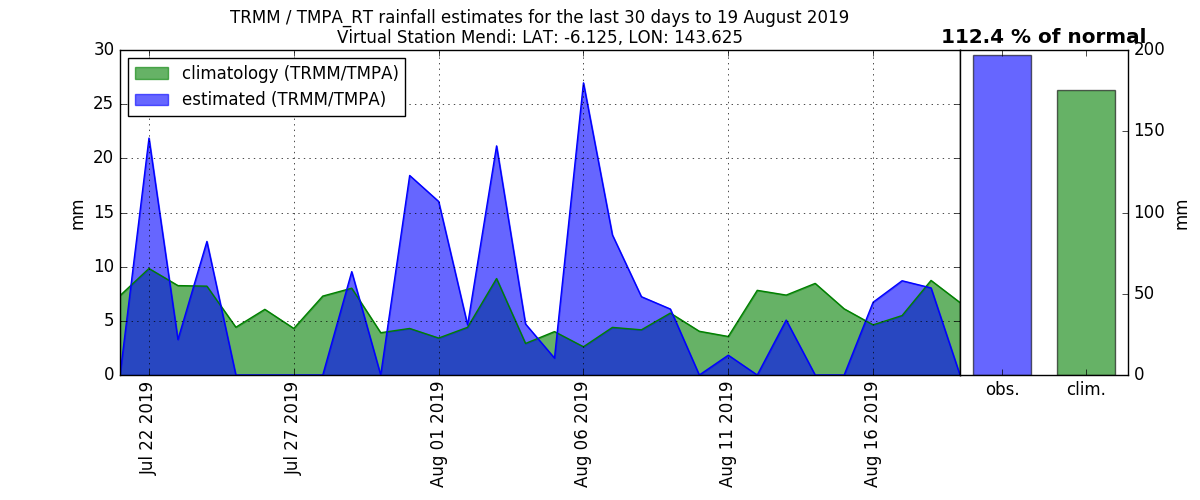 TRMM / TMPA_RT rainfall estimates for the last 30 days to 19 August 2019
Virtual Station Mendi: LAT: -6.125, LON: 143.625
112.4 % of normal
climatology (TRMM/TMPA)
estimated (TRMM/TMPA)
30
25
20
15
10
5
0
mm
200
150
100
50
0
mm
Jul 22 2019
Jul 27 2019
Aug 01 2019
Aug 06 2019
Aug 11 2019
Aug 16 2019
obs.
clim.